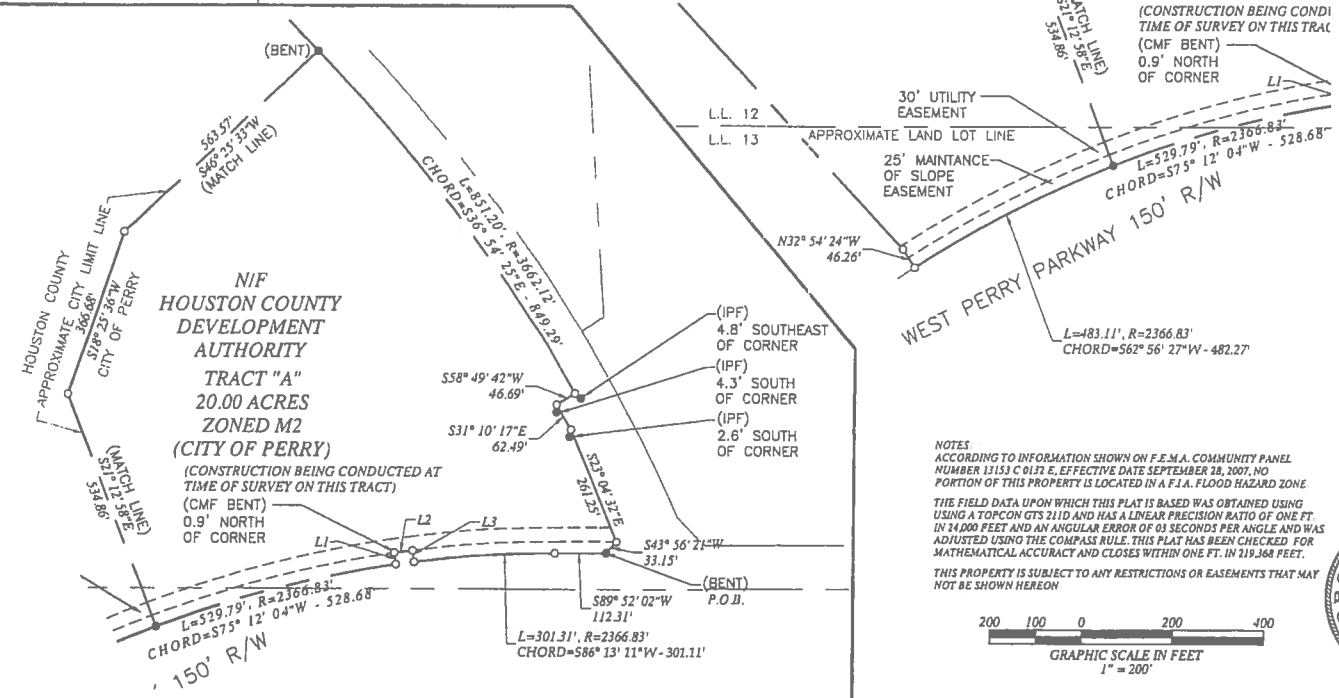 (BENT)
563.57'
S46° 25' 33"W
(MATCH LINE)
HOUSTON COUNTY
APPROXIMATE CITY LIMIT LINE
366.68'
S18° 25' 36"W
CITY OF PERRY
(MATCH LINE)
S21° 12' 58"E
534.86'
N/F
HOUSTON COUNTY
DEVELOPMENT
AUTHORITY
TRACT "A"
20.00 ACRES
ZONED M2
(CITY OF PERRY)
(CONSTRUCTION BEING CONDUCTED AT
TIME OF SURVEY ON THIS TRACT)
(CMF BENT)
0.9' NORTH
OF CORNER
L1
L2
L3
L=529.79', R=2366.83'
CHORD=S75° 12' 04"W - 528.68'
150' R/W
L=851.20', R=3662.12'
CHORD=S36° 54' 25"E - 849.29'
S58° 49' 42"W
46.69'
S31° 10' 17"E
62.49'
S23° 04' 32"E
261.25'
(IPF)
4.8' SOUTHEAST
OF CORNER
(IPF)
4.3' SOUTH
OF CORNER
(IPF)
2.6' SOUTH
OF CORNER
S43° 56' 21"W
33.15'
(BENT)
P.O.B.
S89° 52' 02"W
112.31'
L=301.31', R=2366.83'
CHORD=S86° 13' 11"W - 301.11'
L.L. 12
L.L. 13
APPROXIMATE LAND LOT LINE
30' UTILITY
EASEMENT
25' MAINTANCE
OF SLOPE
EASEMENT
MATCH LINE)
S21° 12' 58"E
534.86'
(CONSTRUCTION BEING CONDU
TIME OF SURVEY ON THIS TRAC
(CMF BENT)
0.9' NORTH
OF CORNER
L1
L=529.79', R=2366.83'
CHORD=S75° 12' 04"W - 528.68'
N32° 54' 24"W
46.26'
WEST PERRY PARKWAY 150' R/W
L=483.11', R=2366.83'
CHORD=S62° 56' 27"W - 482.27'
NOTES
ACCORDING TO INFORMATION SHOWN ON F.E.M.A. COMMUNITY PANEL
NUMBER 13153 C 0132 E, EFFECTIVE DATE SEPTEMBER 28, 2007, NO
PORTION OF THIS PROPERTY IS LOCATED IN A F.I.A. FLOOD HAZARD ZONE
THE FIELD DATA UPON WHICH THIS PLAT IS BASED WAS OBTAINED USING
USING A TOPCON GTS 211D AND HAS A LINEAR PRECISION RATIO OF ONE FT.
IN 24,000 FEET AND AN ANGULAR ERROR OF 03 SECONDS PER ANGLE AND WAS
ADJUSTED USING THE COMPASS RULE. THIS PLAT HAS BEEN CHECKED FOR
MATHEMATICAL ACCURACY AND CLOSES WITHIN ONE FT. IN 219,368 FEET.
THIS PROPERTY IS SUBJECT TO ANY RESTRICTIONS OR EASEMENTS THAT MAY
NOT BE SHOWN HEREON
200 100 0 200 400
GRAPHIC SCALE IN FEET
1" = 200'